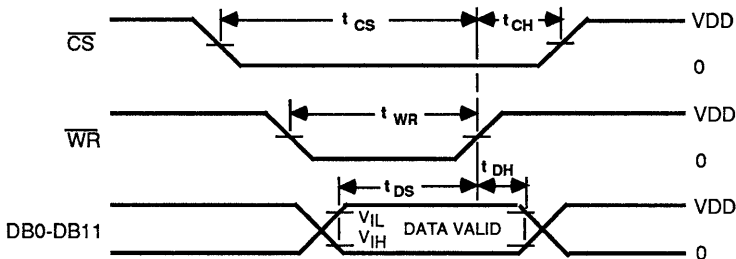 t CS
t CH
VDD
CS
0
t WR
VDD
WR
0
t DS
t DH
VDD
DB0-DB11
VIL
DATA VALID
VIH
0